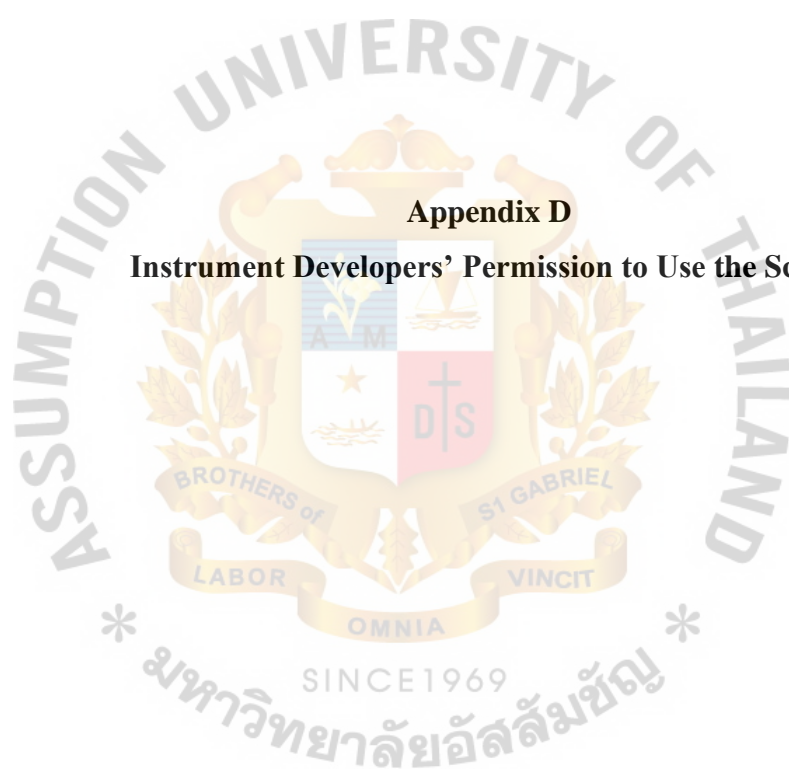 Appendix D
Instrument Developers’ Permission to Use the Sc
ASSUMPTION UNIVERSITY OF THAILAND
A M
D S
BROTHERS of ST GABRIEL
LABOR VINCIT
OMNIA
SINCE1969
มหาวิทยาลัยอัสสัมชัญ